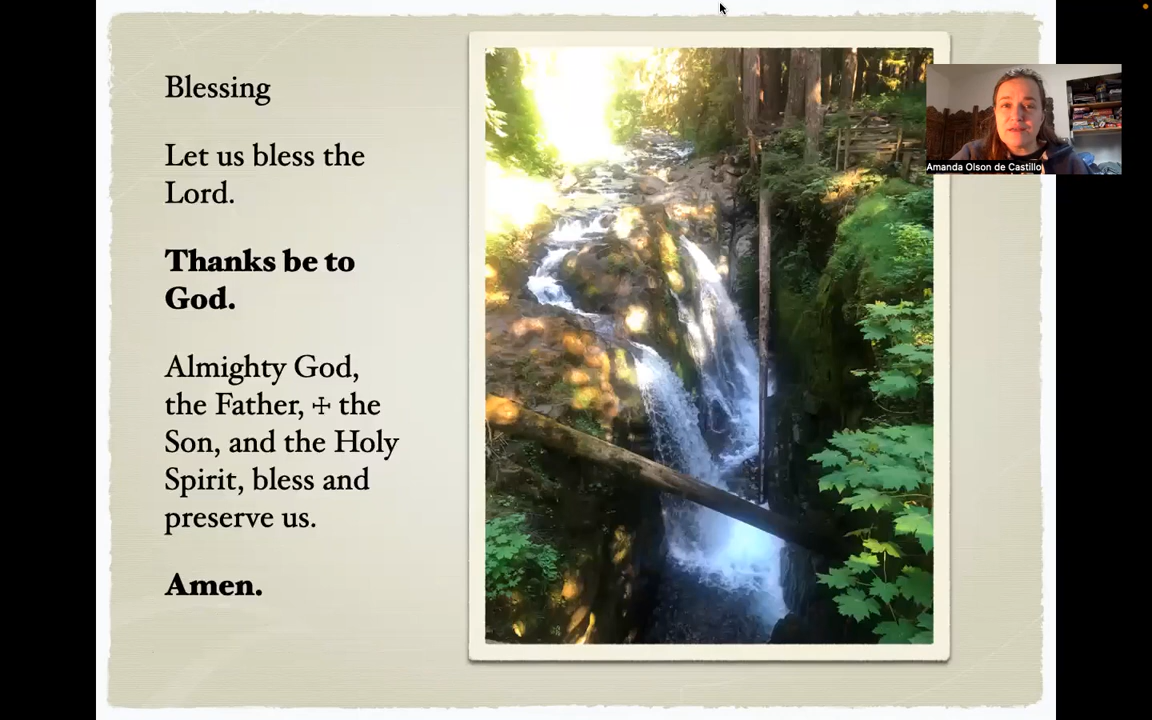 Blessing
Let us bless the
Lord.
Thanks be to
God.
Almighty God,
the Father, ☩ the
Son, and the Holy
Spirit, bless and
preserve us.
Amen.
Amanda Olson de Castillo